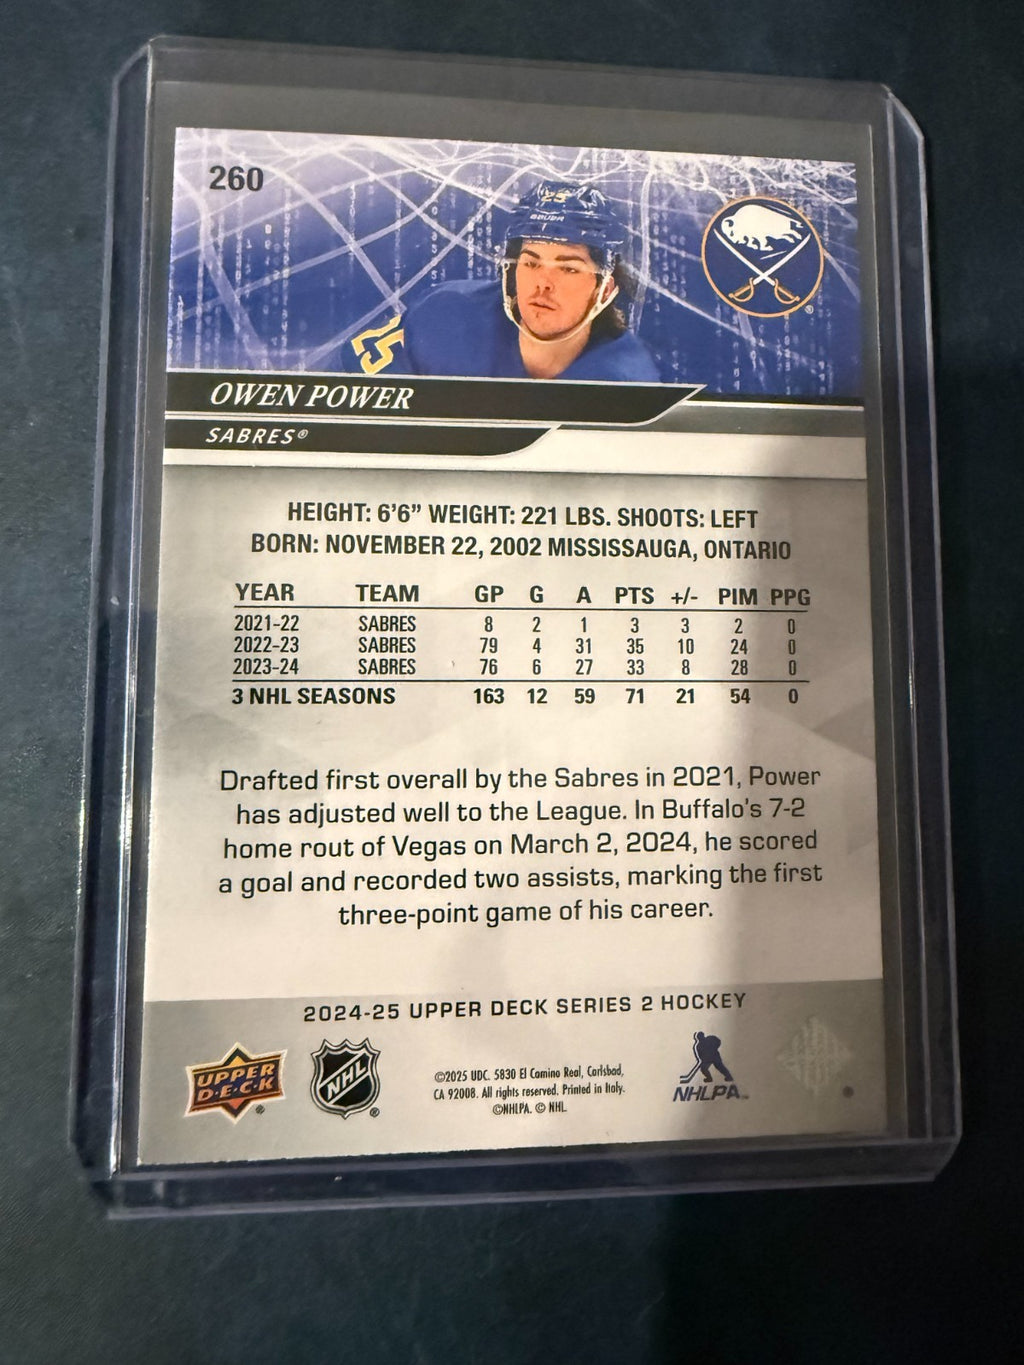 260
25
BAUER
25
®
OWEN POWER
SABRES®
HEIGHT: 6'6” WEIGHT: 221 LBS. SHOOTS: LEFT
BORN: NOVEMBER 22, 2002 MISSISSAUGA, ONTARIO
YEAR TEAM GP G A PTS +/- PIM PPG
2021-22 SABRES 8 2 1 3 3 2 0
2022-23 SABRES 79 4 31 35 10 24 0
2023-24 SABRES 76 6 27 33 8 28 0
3 NHL SEASONS 163 12 59 71 21 54 0
Drafted first overall by the Sabres in 2021, Power
has adjusted well to the League. In Buffalo's 7-2
home rout of Vegas on March 2, 2024, he scored
a goal and recorded two assists, marking the first
three-point game of his career.
2024-25 UPPER DECK SERIES 2 HOCKEY
UPPER
D•E•C•K
®
NHL
®
©2025 UDC. 5830 El Camino Real, Carlsbad,
CA 92008. All rights reserved. Printed in Italy.
©NHLPA. © NHL.
NHLPA™